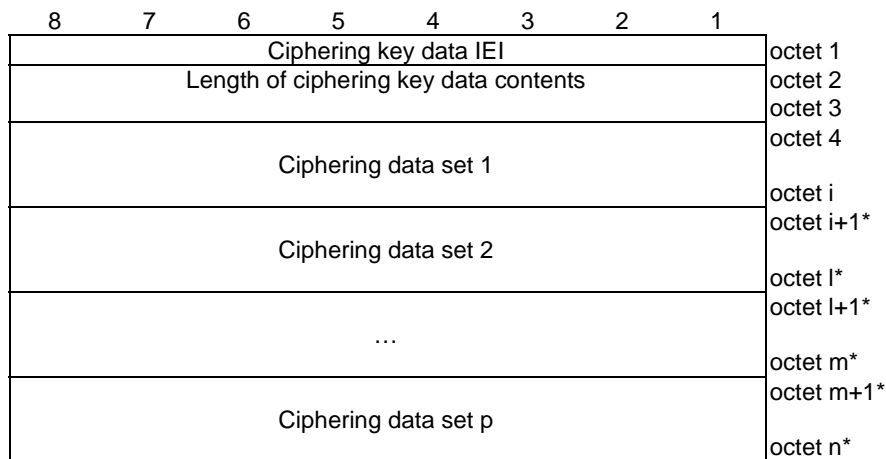 8 7 6 5 4 3 2 1
Ciphering key data IEI octet 1
Length of ciphering key data contents octet 2
octet 3
octet 4
Ciphering data set 1
octet i
octet i+1*
Ciphering data set 2
octet l*
octet l+1*
…
octet m*
octet m+1*
Ciphering data set p
octet n*